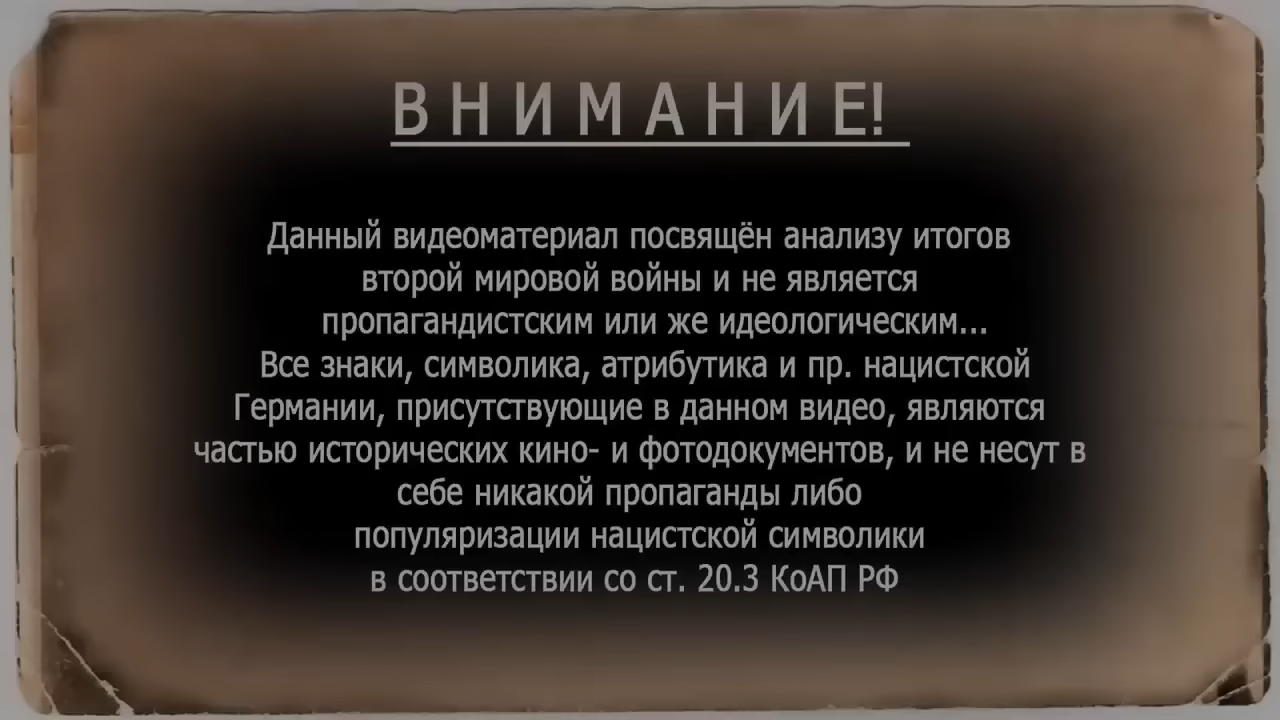 ВНИМАНИЕ!
Данный видеоматериал посвящён анализу итогов
второй мировой войны и не является
пропагандистским или же идеологическим...
Все знаки, символика, атрибутика и пр. нацистской
Германии, присутствующие в данном видео, являются
частью исторических кино- и фотодокументов, и не несут в
себе никакой пропаганды либо
популяризации нацистской символики
в соответствии со ст. 20.3 КоАП РФ